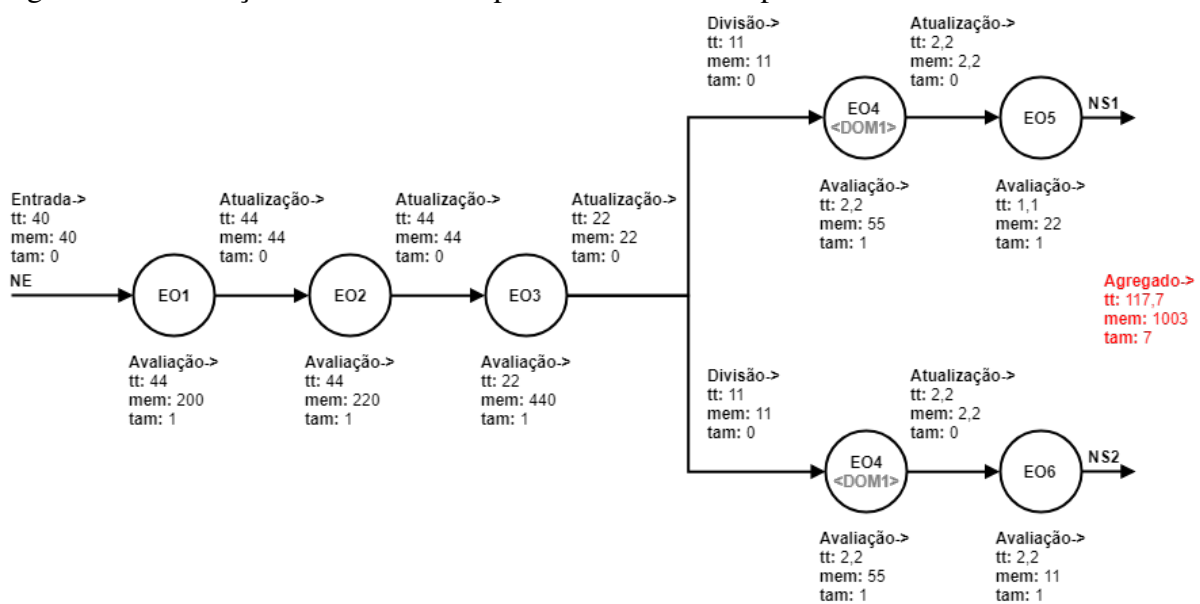 Divisão->
tt: 11
mem: 11
tam: 0
Atualização->
tt: 2,2
mem: 2,2
tam: 0
EO4
<DOM1>
EO5
NS1
Avaliação->
tt: 2,2
mem: 55
tam: 1
Avaliação->
tt: 1,1
mem: 22
tam: 1
Entrada->
tt: 40
mem: 40
tam: 0
NE
Atualização->
tt: 44
mem: 44
tam: 0
Atualização->
tt: 44
mem: 44
tam: 0
Atualização->
tt: 22
mem: 22
tam: 0
EO1
EO2
EO3
Avaliação->
tt: 44
mem: 200
tam: 1
Avaliação->
tt: 44
mem: 220
tam: 1
Avaliação->
tt: 22
mem: 440
tam: 1
Agregado->
tt: 117,7
mem: 1003
tam: 7
Divisão->
tt: 11
mem: 11
tam: 0
Atualização->
tt: 2,2
mem: 2,2
tam: 0
EO4
<DOM1>
EO6
NS2
Avaliação->
tt: 2,2
mem: 55
tam: 1
Avaliação->
tt: 2,2
mem: 11
tam: 1